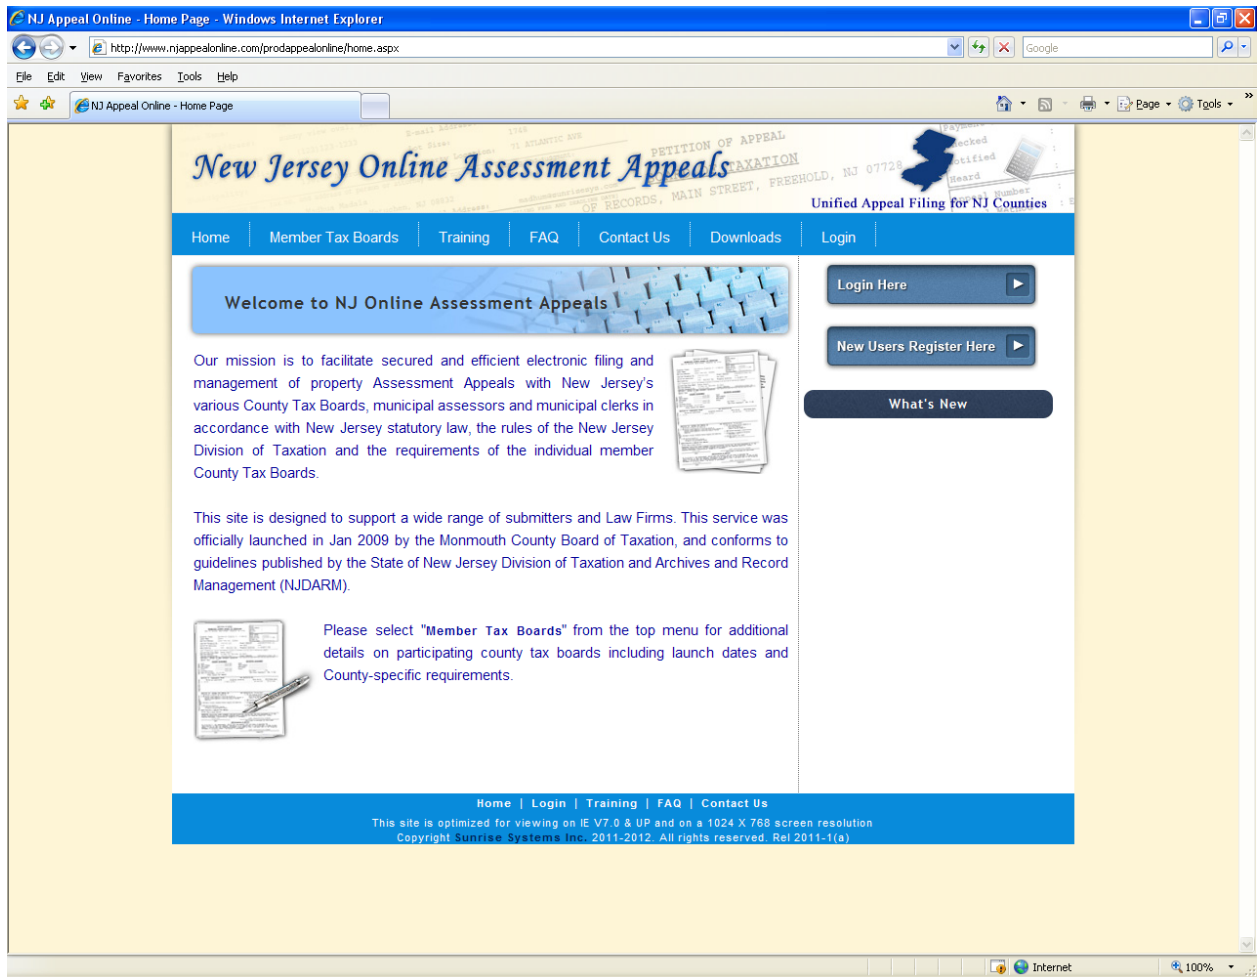 NJ Appeal Online - Home Page - Windows Internet Explorer
http://www.njappealonline.com/prodappealonline/home.aspx
Google
File Edit View Favorites Tools Help
NJ Appeal Online - Home Page
Page Tools »
New Jersey Online Assessment Appeals
PETITION OF APPEAL
TAXATION
OF RECORDS, MAIN STREET, FREEHOLD, NJ 07728
Unified Appeal Filing for NJ Counties
Home Member Tax Boards Training FAQ Contact Us Downloads Login
Welcome to NJ Online Assessment Appeals
Our mission is to facilitate secured and efficient electronic filing and
management of property Assessment Appeals with New Jersey's
various County Tax Boards, municipal assessors and municipal clerks in
accordance with New Jersey statutory law, the rules of the New Jersey
Division of Taxation and the requirements of the individual member
County Tax Boards.
This site is designed to support a wide range of submitters and Law Firms. This service was
officially launched in Jan 2009 by the Monmouth County Board of Taxation, and conforms to
guidelines published by the State of New Jersey Division of Taxation and Archives and Record
Management (NJDARM).
Please select "Member Tax Boards" from the top menu for additional
details on participating county tax boards including launch dates and
County-specific requirements.
Login Here
New Users Register Here
What's New
Home | Login | Training | FAQ | Contact Us
This site is optimized for viewing on IE V7.0 & UP and on a 1024 X 768 screen resolution
Copyright Sunrise Systems Inc. 2011-2012. All rights reserved. Rel 2011-1(a)
Internet 100%